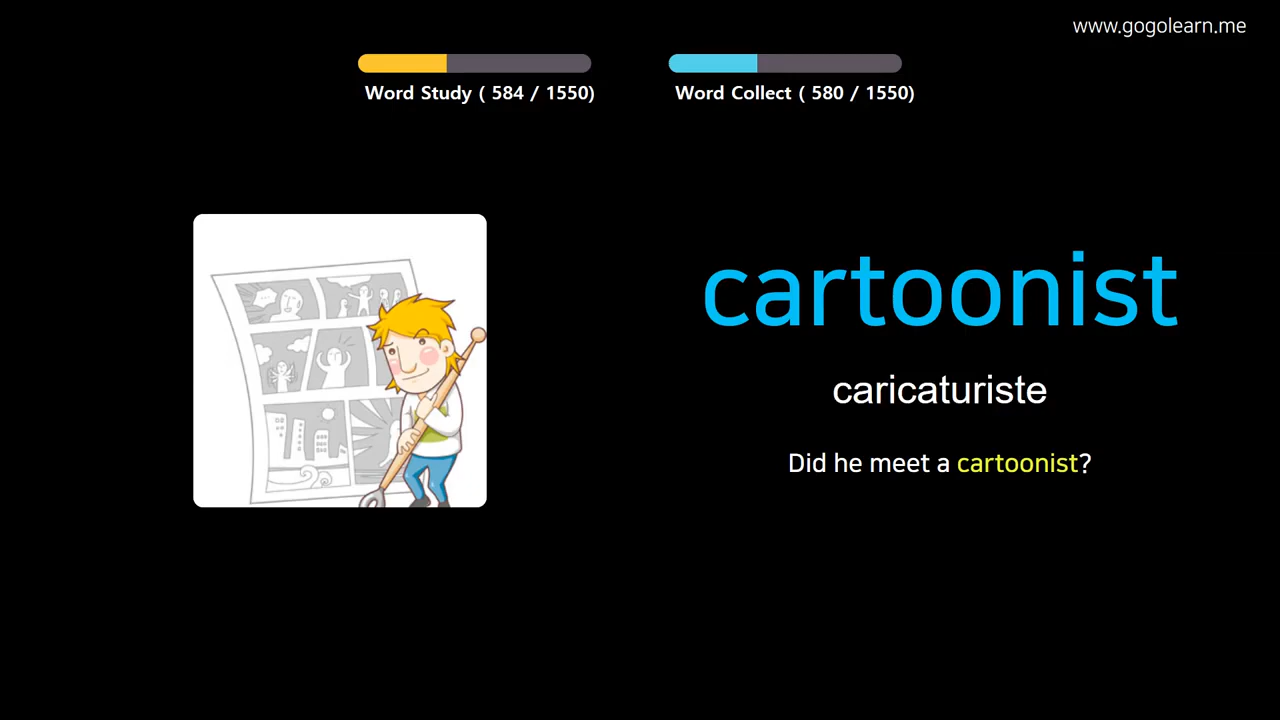 www.gogolearn.me
Word Study ( 584 / 1550)
Word Collect ( 580 / 1550)
cartoonist
caricaturiste
Did he meet a cartoonist?